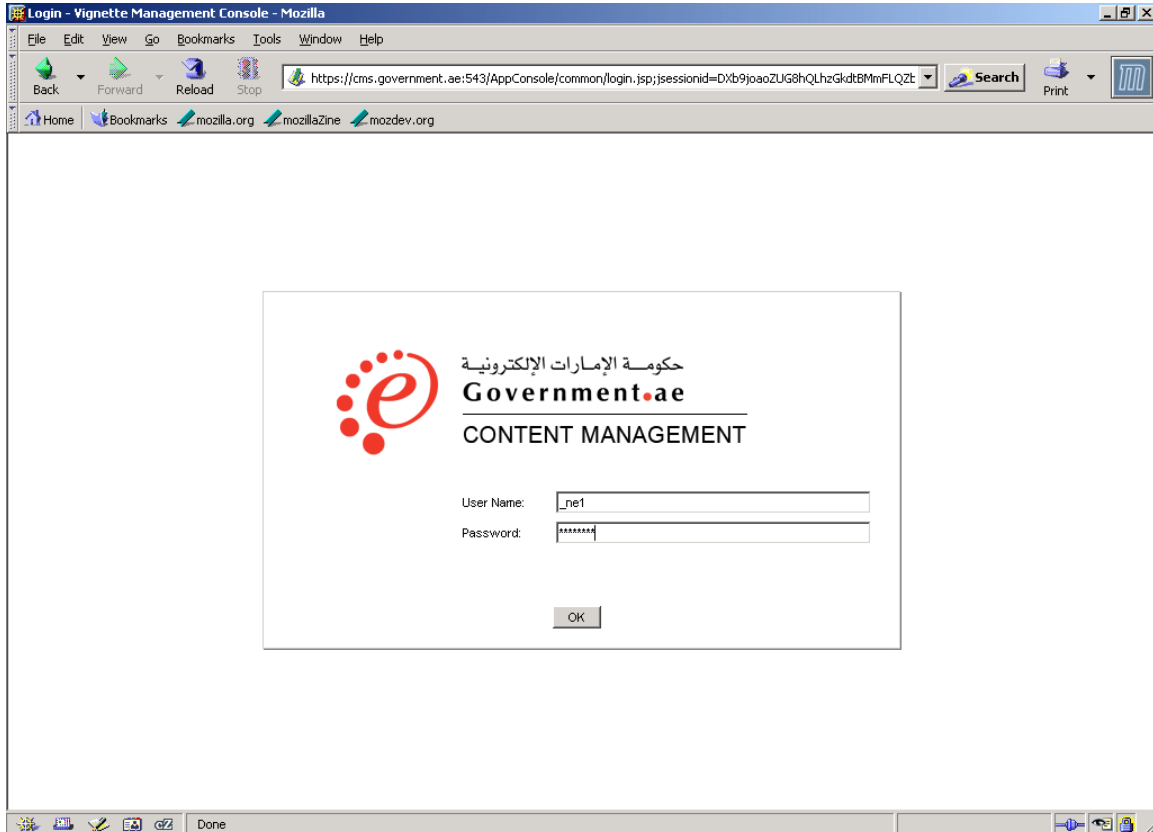 Login - Vignette Management Console - Mozilla
File Edit View Go Bookmarks Tools Window Help
https://cms.government.ae:543/AppConsole/common/login.jsp;jsessionid=DXb9joaoZUG8hQLhzGkdtBMmFLQZt Search
Back Forward Reload Stop Print
Home Bookmarks mozilla.org mozillaZine mozdev.org
حكومـــة الإمـارات الإلكترونيـة
Government.ae
CONTENT MANAGEMENT
User Name: _ne1
Password: ********
OK
Done